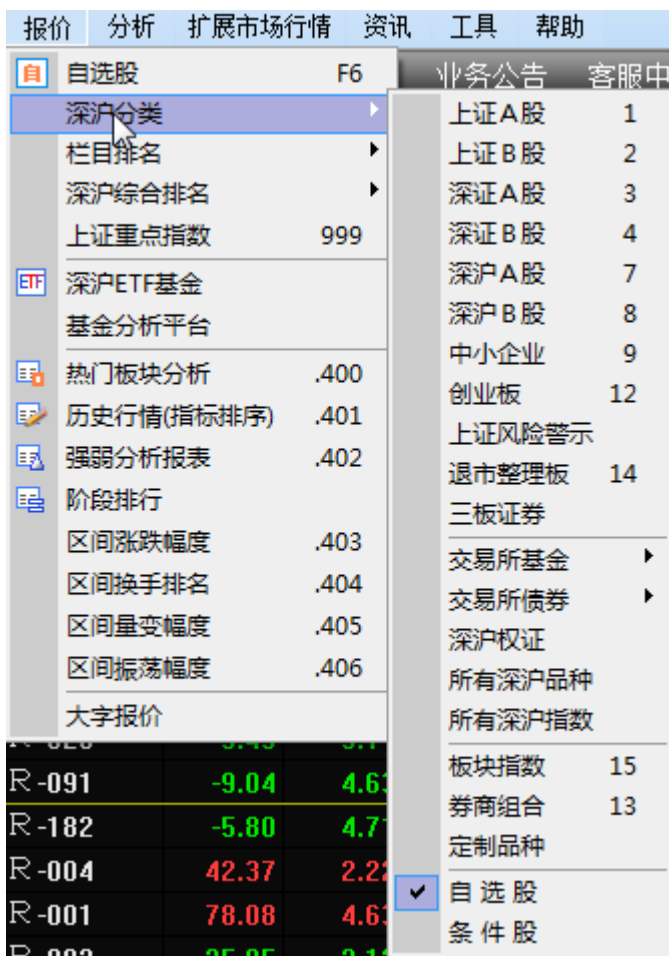 报价 分析 扩展市场行情 资讯 工具 帮助
业务公告 客服中
自 自选股 F6
深沪分类
栏目排名
深沪综合排名
上证重点指数 999
ETF 深沪ETF基金
基金分析平台
热门板块分析 .400
历史行情(指标排序) .401
强弱分析报表 .402
阶段排行
区间涨跌幅度 .403
区间换手排名 .404
区间量变幅度 .405
区间振荡幅度 .406
大字报价
上证A股 1
上证B股 2
深证A股 3
深证B股 4
深沪A股 7
深沪B股 8
中小企业 9
创业板 12
上证风险警示
退市整理板 14
三板证券
交易所基金
交易所债券
深沪权证
所有深沪品种
所有深沪指数
板块指数 15
券商组合 13
定制品种
自选股
条件股
R-091 -9.04 4.6
R-182 -5.80 4.7
R-004 42.37 2.2
R-001 78.08 4.6